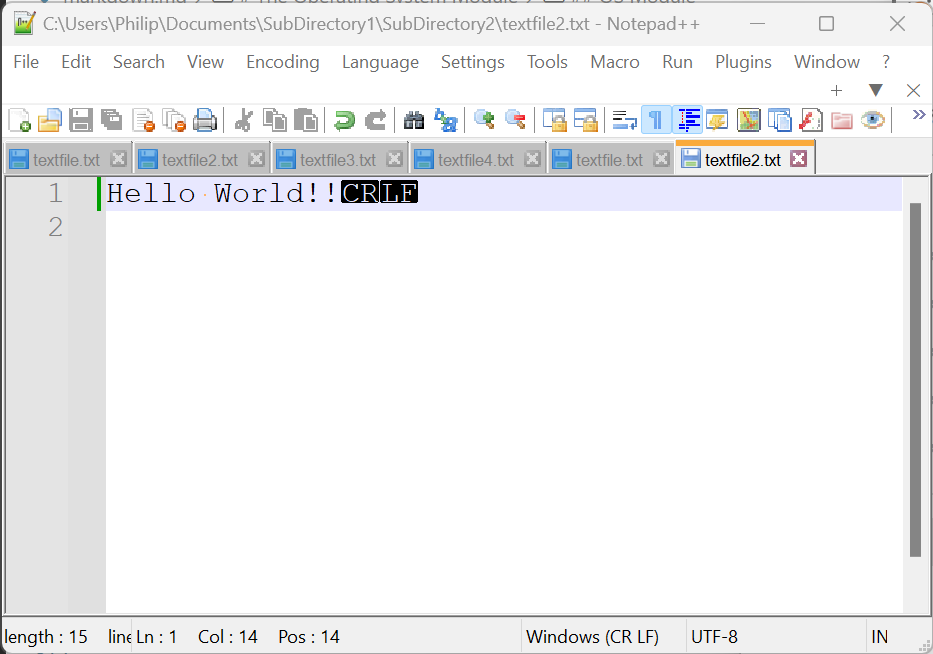 C:\Users\Philip\Documents\SubDirectory1\SubDirectory2\textfile2.txt - Notepad++
File Edit Search View Encoding Language Settings Tools Macro Run Plugins Window ?
textfile.txt textfile2.txt textfile3.txt textfile4.txt textfile.txt textfile2.txt
1 Hello World!!CRLF
2
length : 15 line Ln : 1 Col : 14 Pos : 14 Windows (CR LF) UTF-8 IN